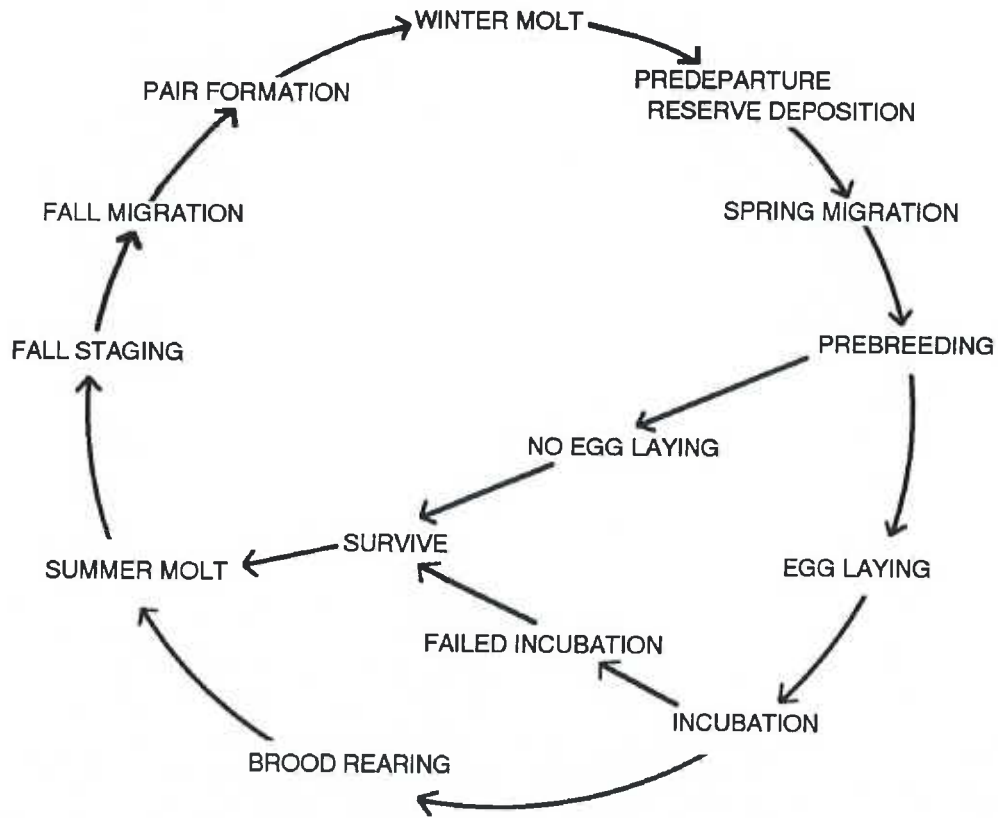 WINTER MOLT
PREDEPARTURE
RESERVE DEPOSITION
PAIR FORMATION
FALL MIGRATION
SPRING MIGRATION
FALL STAGING
PREBREEDING
NO EGG LAYING
SURVIVE
SUMMER MOLT
EGG LAYING
FAILED INCUBATION
INCUBATION
BROOD REARING